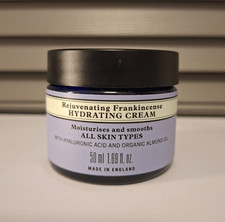 Rejuvenating Frankincense
HYDRATING CREAM
Moisturises and smooths
ALL SKIN TYPES
WITH HYALURONIC ACID AND ORGANIC ALMOND OIL
50 ml 1.69 fl. oz.
MADE IN ENGLAND